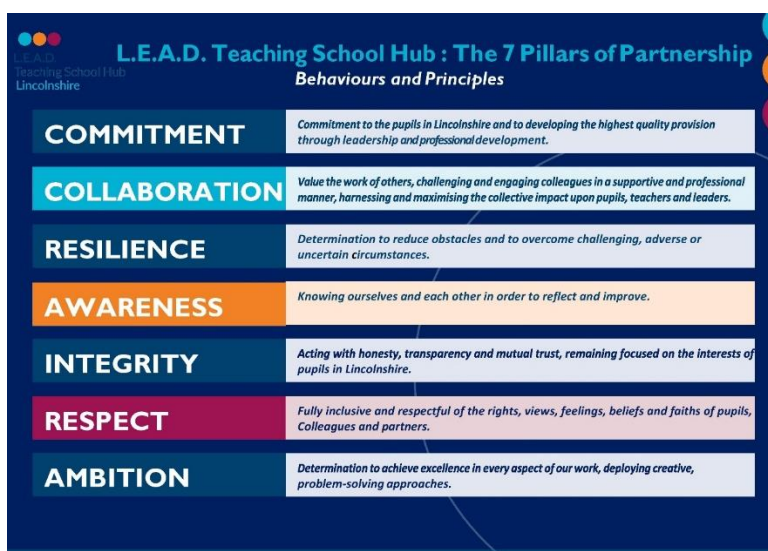 L.E.A.D. Teaching School Hub : The 7 Pillars of Partnership
Behaviours and Principles
L.E.A.D.
Teaching School Hub
Lincolnshire
COMMITMENT
Commitment to the pupils in Lincolnshire and to developing the highest quality provision
through leadership and professional development.
COLLABORATION
Value the work of others, challenging and engaging colleagues in a supportive and professional
manner, harnessing and maximising the collective impact upon pupils, teachers and leaders.
RESILIENCE
Determination to reduce obstacles and to overcome challenging, adverse or
uncertain circumstances.
AWARENESS
Knowing ourselves and each other in order to reflect and improve.
INTEGRITY
Acting with honesty, transparency and mutual trust, remaining focused on the interests of
pupils in Lincolnshire.
RESPECT
Fully inclusive and respectful of the rights, views, feelings, beliefs and faiths of pupils,
Colleagues and partners.
AMBITION
Determination to achieve excellence in every aspect of our work, deploying creative,
problem-solving approaches.